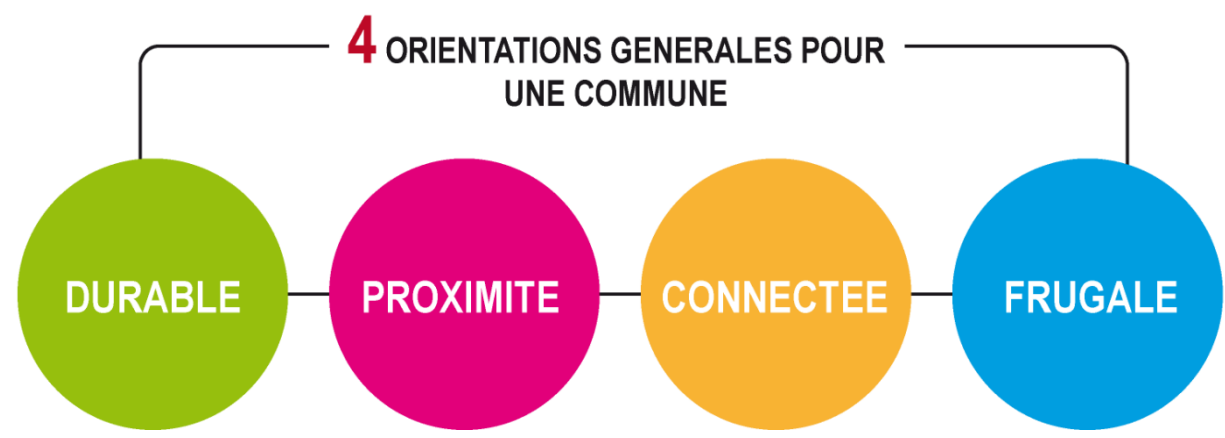 4 ORIENTATIONS GENERALES POUR
UNE COMMUNE
DURABLE
PROXIMITE
CONNECTEE
FRUGALE